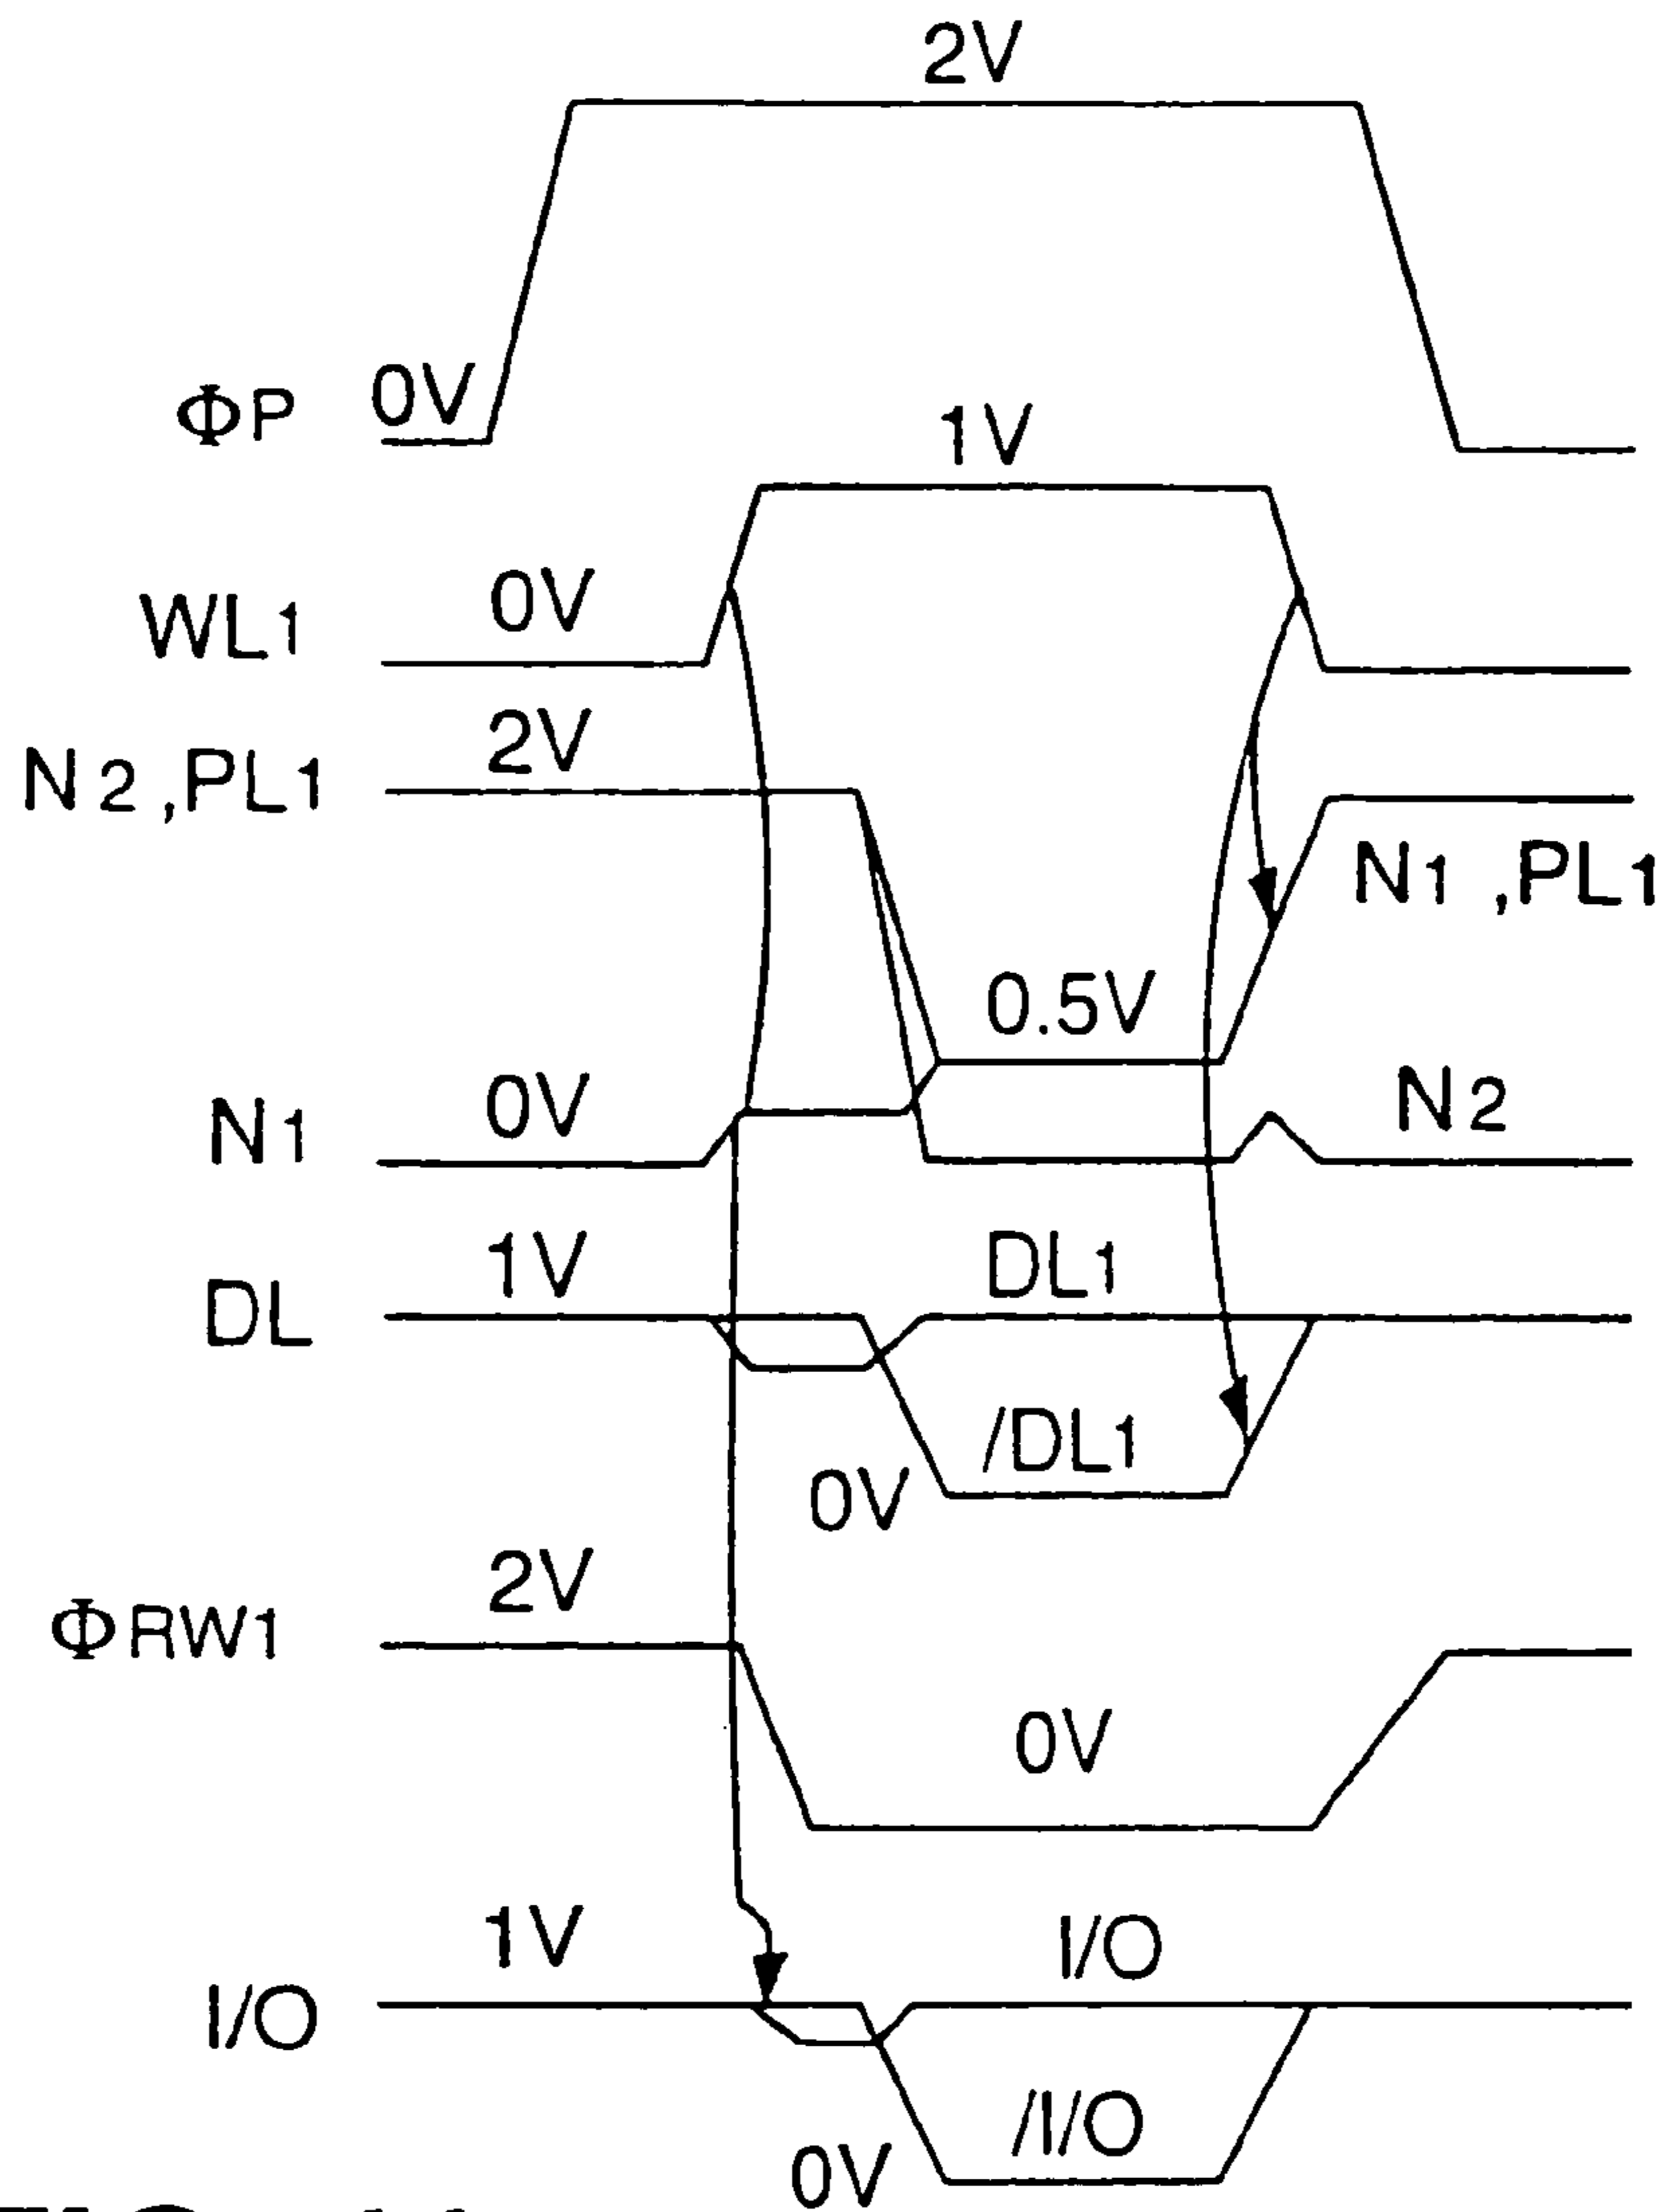 2V
ΦP 0V
1V
WL1 0V
N2,PL1 2V
N1,PL1
0.5V
N1 0V N2
DL 1V DL1
/DL1
0V
ΦRW1 2V
0V
1V I/O
I/O
/I/O
0V